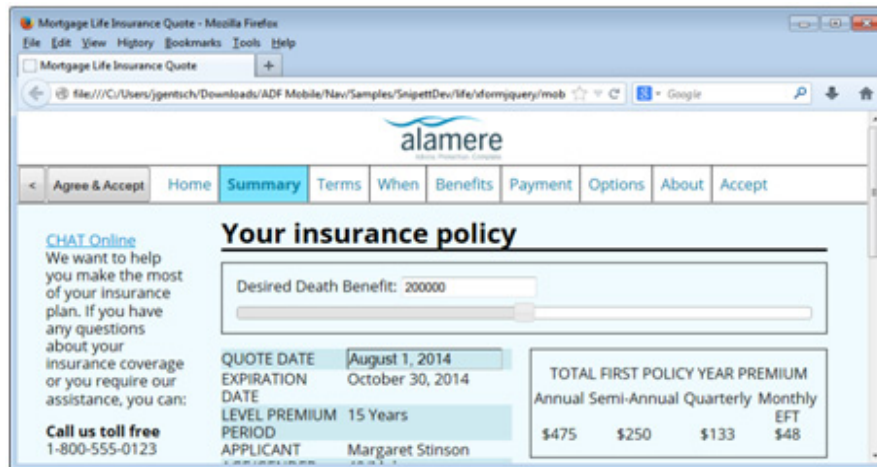 Mortgage Life Insurance Quote - Mozilla Firefox
File Edit View History Bookmarks Tools Help
Mortgage Life Insurance Quote +
file:///C:/Users/jgentsch/Downloads/ADF Mobile/Nav/Samples/SnipettDev/life/xformjquery/mob
Google
alamere
< Agree & Accept Home Summary Terms When Benefits Payment Options About Accept
CHAT Online
We want to help
you make the most
of your insurance
plan. If you have
any questions
about your
insurance coverage
or you require our
assistance, you can:
Call us toll free
1-800-555-0123
Your insurance policy
Desired Death Benefit: 200000
QUOTE DATE August 1, 2014
EXPIRATION October 30, 2014
DATE
LEVEL PREMIUM 15 Years
PERIOD
APPLICANT Margaret Stinson
TOTAL FIRST POLICY YEAR PREMIUM
Annual Semi-Annual Quarterly Monthly
EFT
$475 $250 $133 $48